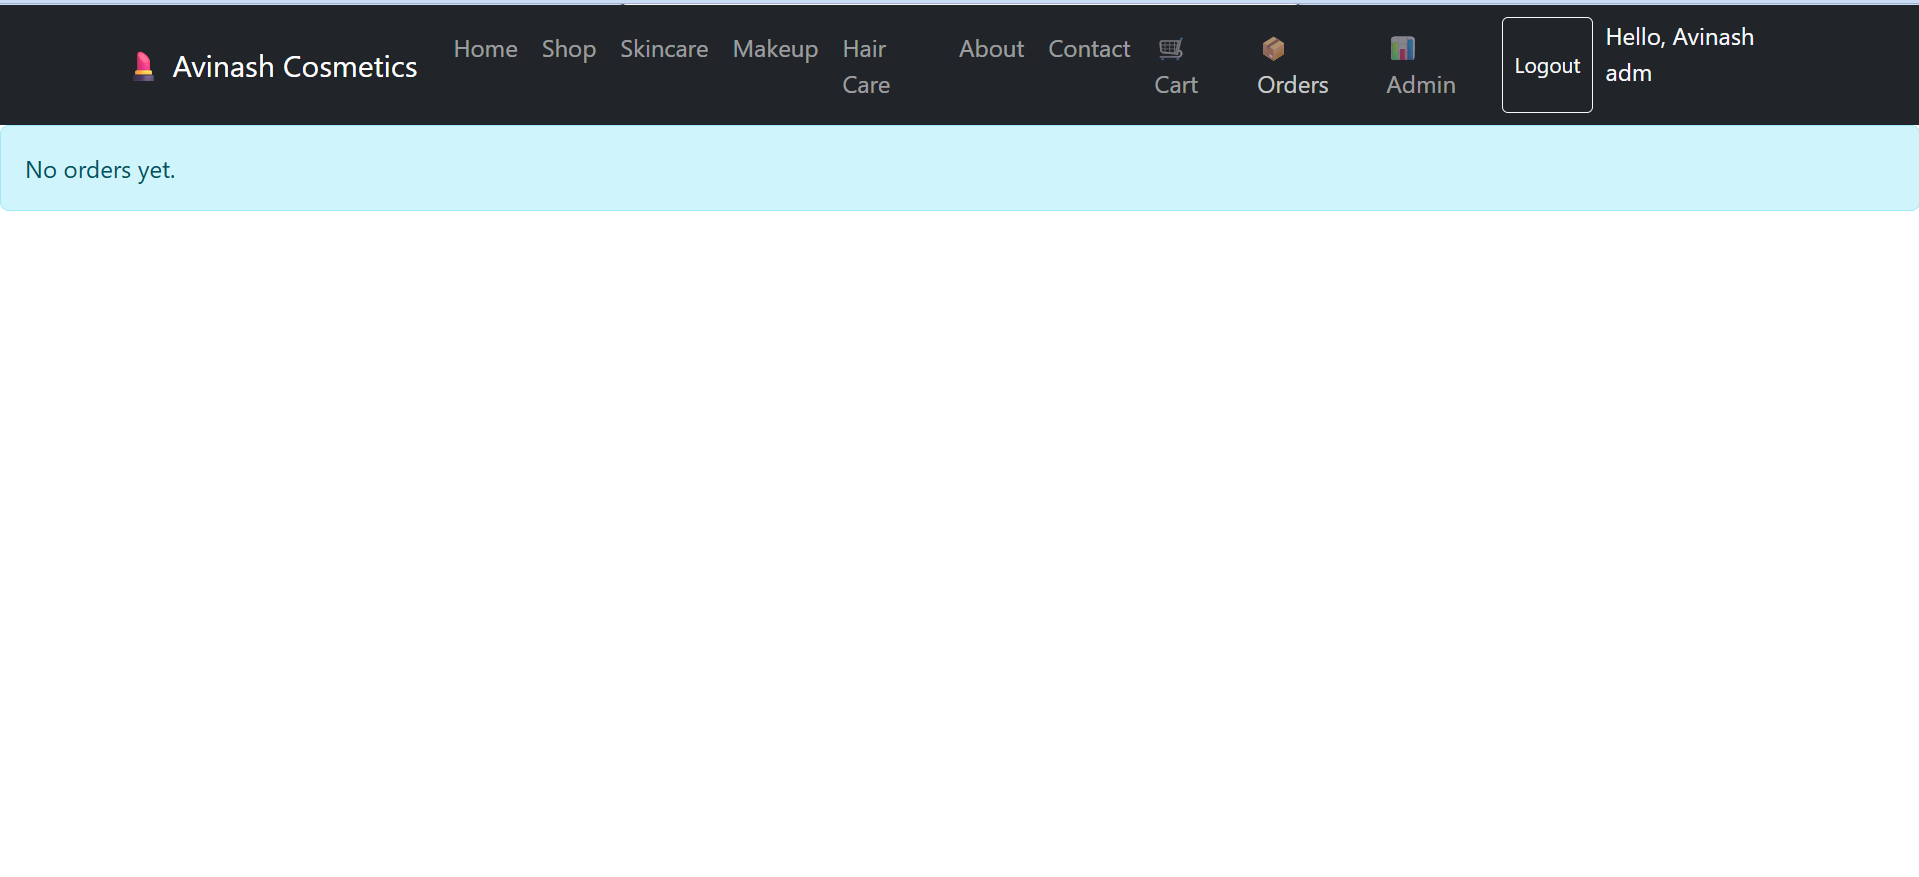 Avinash Cosmetics
Home
Shop
Skincare
Makeup
Hair
Care
About
Contact
Cart
Orders
Admin
Logout
Hello, Avinash
adm
No orders yet.